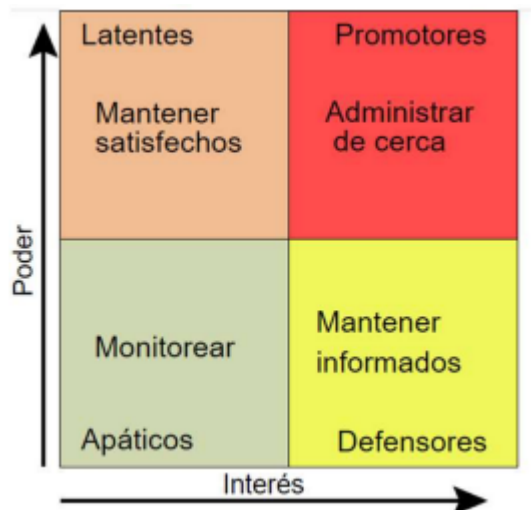 Latentes
Promotores
Mantener
satisfechos
Administrar
de cerca
Poder
Monitorear
Mantener
informados
Apáticos
Defensores
Interés